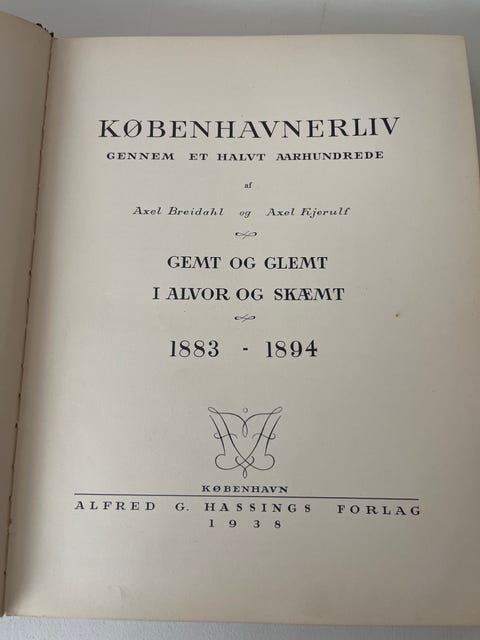 KØBENHAVNERLIV
GENNEM ET HALVT AARHUNDREDE
af
Axel Breidahl og Axel Kjerulf
GEMT OG GLEMT
I ALVOR OG SKÆMT
1883 - 1894
KØBENHAVN
ALFRED G. HASSINGS FORLAG
1938